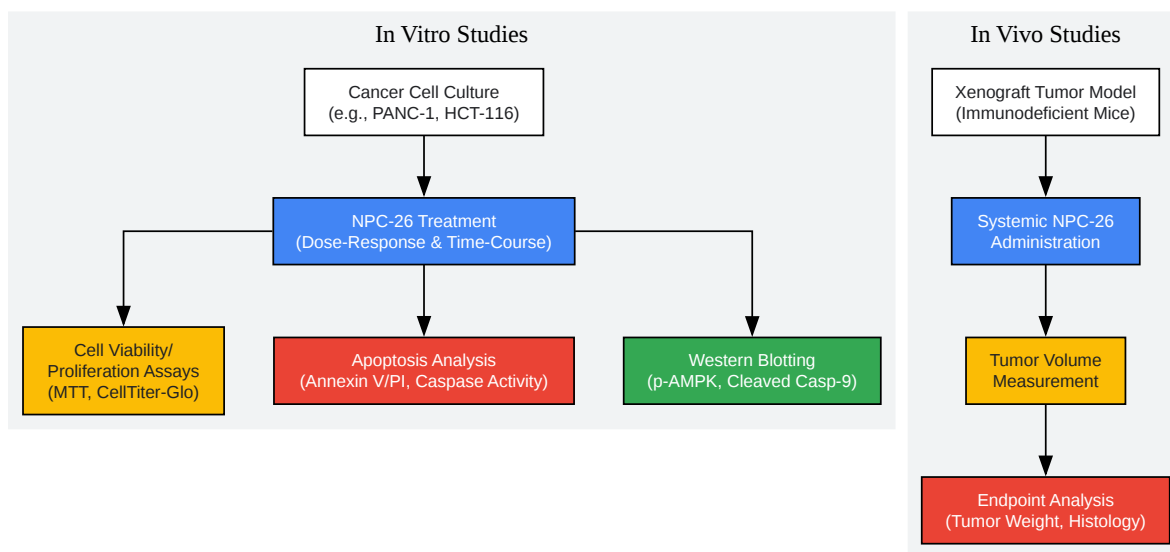 In Vitro Studies
Cancer Cell Culture
(e.g., PANC-1, HCT-116)
NPC-26 Treatment
(Dose-Response & Time-Course)
Cell Viability/
Proliferation Assays
(MTT, CellTiter-Glo)
Apoptosis Analysis
(Annexin V/PI, Caspase Activity)
Western Blotting
(p-AMPK, Cleaved Casp-9)
In Vivo Studies
Xenograft Tumor Model
(Immunodeficient Mice)
Systemic NPC-26
Administration
Tumor Volume
Measurement
Endpoint Analysis
(Tumor Weight, Histology)